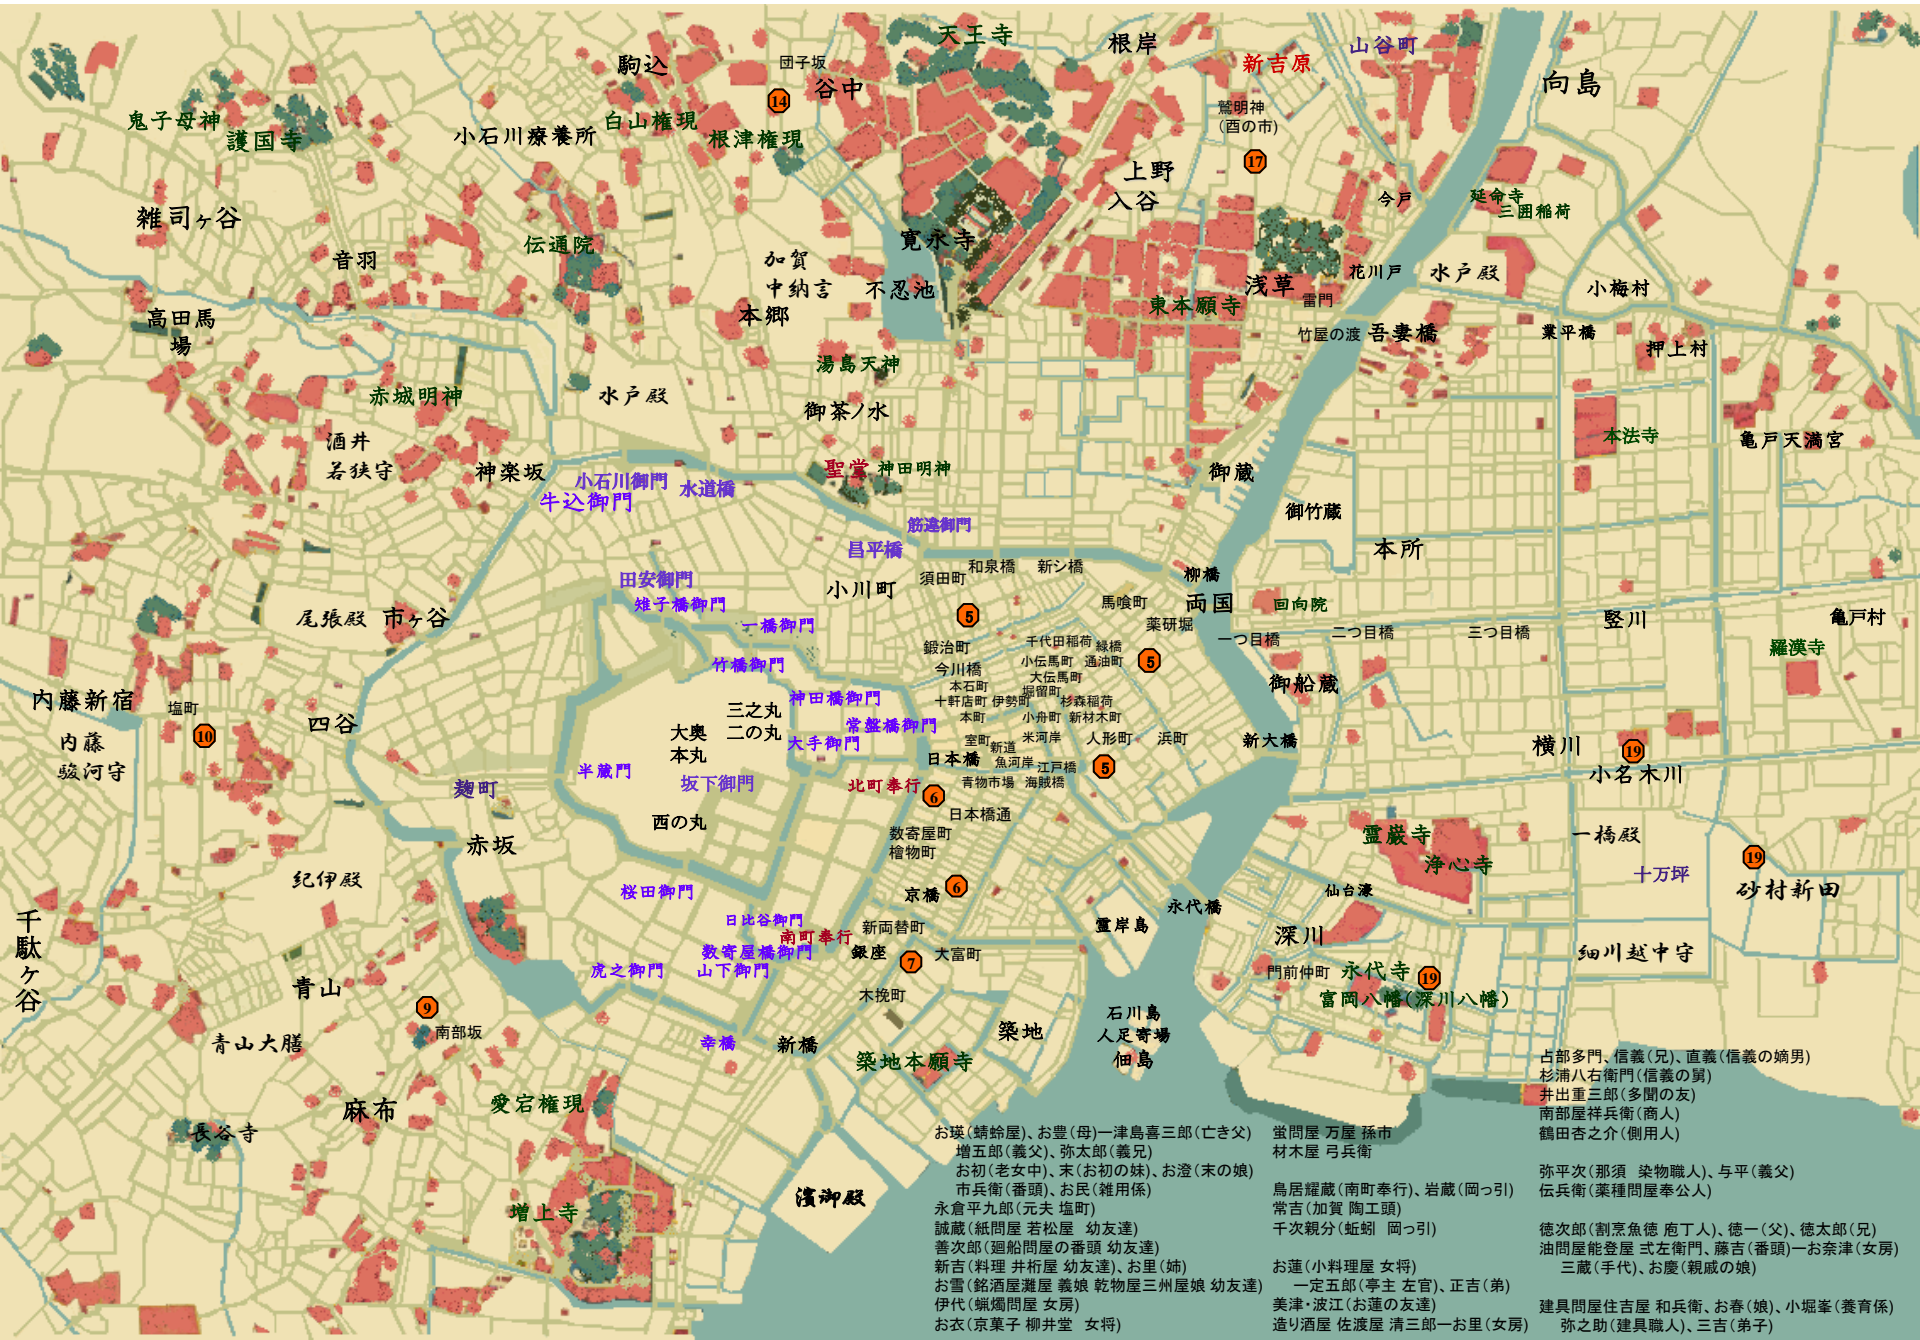 天王寺
根岸
新吉原
山谷町
向島
駒込
団子坂
谷中
14
鬼子母神
護国寺
小石川療養所
白山権現
根津権現
鷲明神
(酉の市)
17
上野
入谷
今戸
延命寺
三囲稲荷
雑司ヶ谷
音羽
伝通院
寛永寺
加賀
中納言
本郷
不忍池
浅草
雷門
東本願寺
花川戸
水戸殿
小梅村
高田馬
場
竹屋の渡
吾妻橋
業平橋
押上村
湯島天神
赤城明神
水戸殿
御茶ノ水
本法寺
亀戸天満宮
酒井
若狭守
神楽坂
小石川御門
牛込御門
水道橋
聖堂
神田明神
御蔵
御竹蔵
筋違御門
昌平橋
本所
和泉橋
新シ橋
須田町
柳橋
田安御門
雉子橋御門
小川町
5
馬喰町
両国
回向院
尾張殿
市ヶ谷
一橋御門
薬研堀
一つ目橋
二つ目橋
三つ目橋
竪川
亀戸村
羅漢寺
竹橋御門
鍛冶町
千代田稲荷
緑橋
今川橋
小伝馬町
通油町
5
大伝馬町
本石町
堀留町
御船蔵
内藤新宿
塩町
10
四谷
神田橋御門
十軒店町
伊勢町
杉森稲荷
三之丸
二の丸
常盤橋御門
本町
小舟町
新材木町
大奥
本丸
大手御門
室町
新道
米河岸
人形町
浜町
新大橋
内藤
駿河守
日本橋
魚河岸
江戸橋
5
横川
19
小名木川
半蔵門
坂下御門
北町奉行
青物市場
海賊橋
麹町
6
日本橋通
西の丸
数寄屋町
檜物町
赤坂
霊巌寺
浄心寺
一橋殿
19
十万坪
砂村新田
紀伊殿
桜田御門
京橋
6
仙台濠
永代橋
日比谷御門
南町奉行
新両替町
霊岸島
深川
千駄ヶ谷
数寄屋橋御門
銀座
7
大富町
細川越中守
虎之御門
山下御門
門前仲町
永代寺
19
富岡八幡(深川八幡)
青山
9
木挽町
南部坂
石川島
人足寄場
佃島
築地
青山大膳
幸橋
新橋
築地本願寺
麻布
愛宕権現
長谷寺
濱御殿
増上寺
お瑛(蜻蛉屋)、お豊(母)ー津島喜三郎(亡き父)
増五郎(義父)、弥太郎(義兄)
お初(老女中)、末(お初の妹)、お澄(末の娘)
市兵衛(番頭)、お民(雑用係)
永倉平九郎(元夫 塩町)
誠蔵(紙問屋 若松屋 幼友達)
善次郎(廻船問屋の番頭 幼友達)
新吉(料理 井桁屋 幼友達)、お里(姉)
お雪(銘酒屋灘屋 義娘 乾物屋三州屋娘 幼友達)
伊代(蝋燭問屋 女房)
お衣(京菓子 柳井堂 女将)
蛍問屋 万屋 孫市
材木屋 弓兵衛
鳥居耀蔵(南町奉行)、岩蔵(岡っ引)
常吉(加賀 陶工頭)
千次親分(蚯蚓 岡っ引)
お蓮(小料理屋 女将)
ー定五郎(亭主 左官)、正吉(弟)
美津・波江(お蓮の友達)
造り酒屋 佐渡屋 清三郎ーお里(女房)
占部多門、信義(兄)、直義(信義の嫡男)
杉浦八右衛門(信義の舅)
井出重三郎(多聞の友)
南部屋祥兵衛(商人)
鶴田杏之介(側用人)
弥平次(那須 染物職人)、与平(義父)
伝兵衛(薬種問屋奉公人)
徳次郎(割烹魚徳 庖丁人)、徳一(父)、徳太郎(兄)
油問屋能登屋 弐左衛門、藤吉(番頭)ーお奈津(女房)
三蔵(手代)、お慶(親戚の娘)
建具問屋住吉屋 和兵衛、お春(娘)、小堀峯(養育係)
弥之助(建具職人)、三吉(弟子)